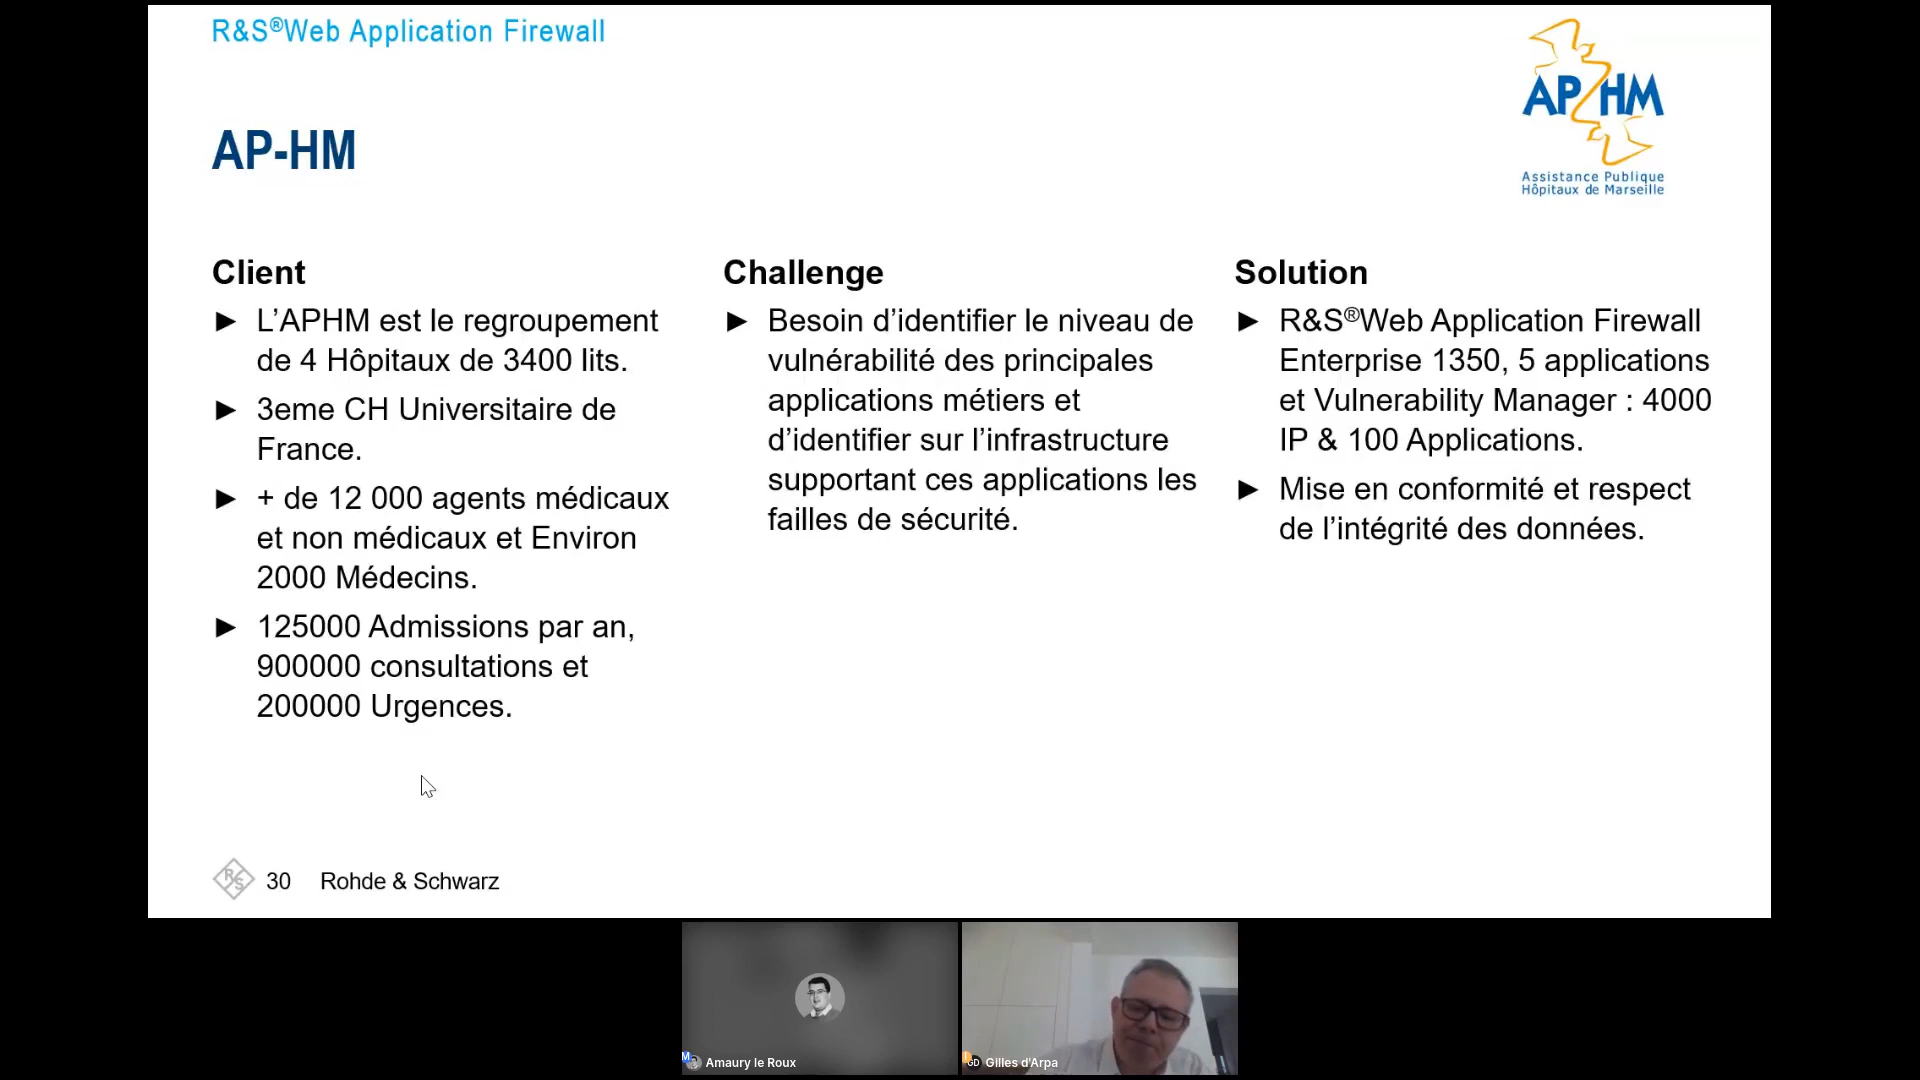 R&S®Web Application Firewall
AP-HM
AP HM
Assistance Publique
Hôpitaux de Marseille
Client
► L’APHM est le regroupement
de 4 Hôpitaux de 3400 lits.
► 3eme CH Universitaire de
France.
► + de 12 000 agents médicaux
et non médicaux et Environ
2000 Médecins.
► 125000 Admissions par an,
900000 consultations et
200000 Urgences.
Challenge
► Besoin d’identifier le niveau de
vulnérabilité des principales
applications métiers et
d’identifier sur l’infrastructure
supportant ces applications les
failles de sécurité.
Solution
► R&S®Web Application Firewall
Enterprise 1350, 5 applications
et Vulnerability Manager : 4000
IP & 100 Applications.
► Mise en conformité et respect
de l’intégrité des données.
RS 30 Rohde & Schwarz
M Amaury le Roux
GD Gilles d'Arpa